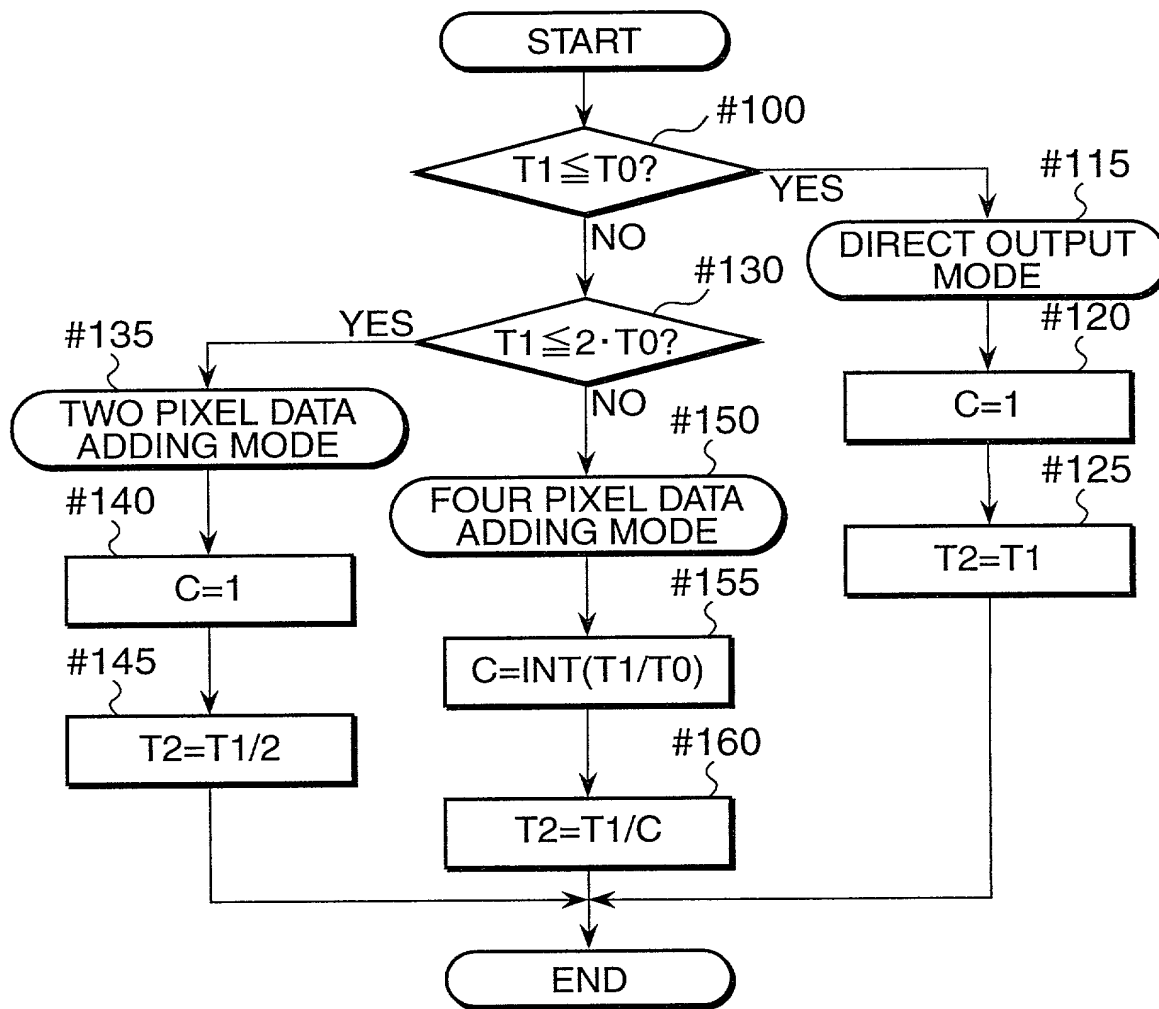 START
#100
T1≦T0?
YES
NO
#115
DIRECT OUTPUT
MODE
#120
C=1
#125
T2=T1
#130
T1≦2·T0?
YES
NO
#135
TWO PIXEL DATA
ADDING MODE
#140
C=1
#145
T2=T1/2
#150
FOUR PIXEL DATA
ADDING MODE
#155
C=INT(T1/T0)
#160
T2=T1/C
END